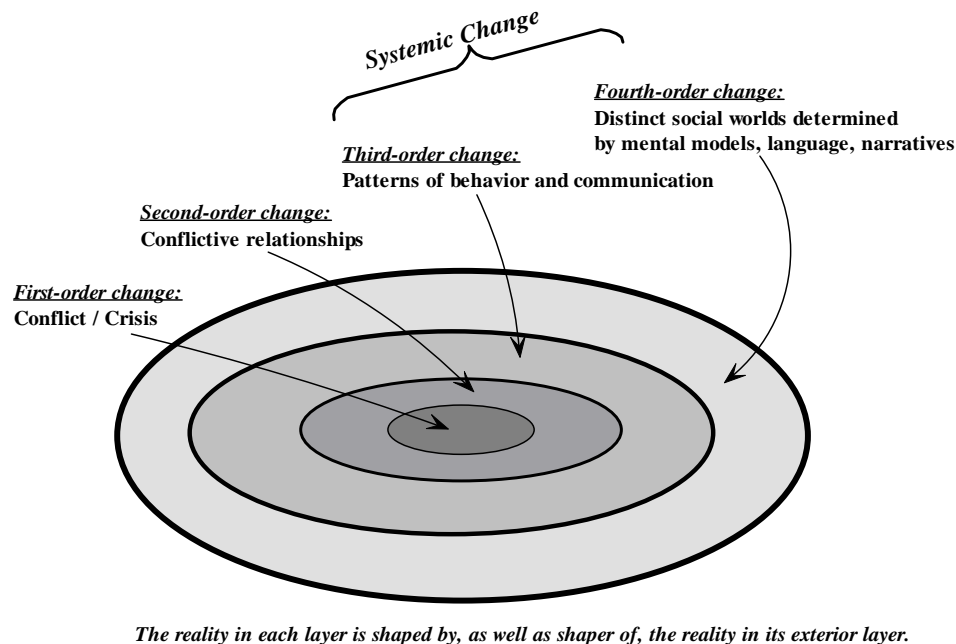 Systemic Change
Fourth-order change:
Distinct social worlds determined
by mental models, language, narratives
Third-order change:
Patterns of behavior and communication
Second-order change:
Conflictive relationships
First-order change:
Conflict / Crisis
The reality in each layer is shaped by, as well as shaper of, the reality in its exterior layer.